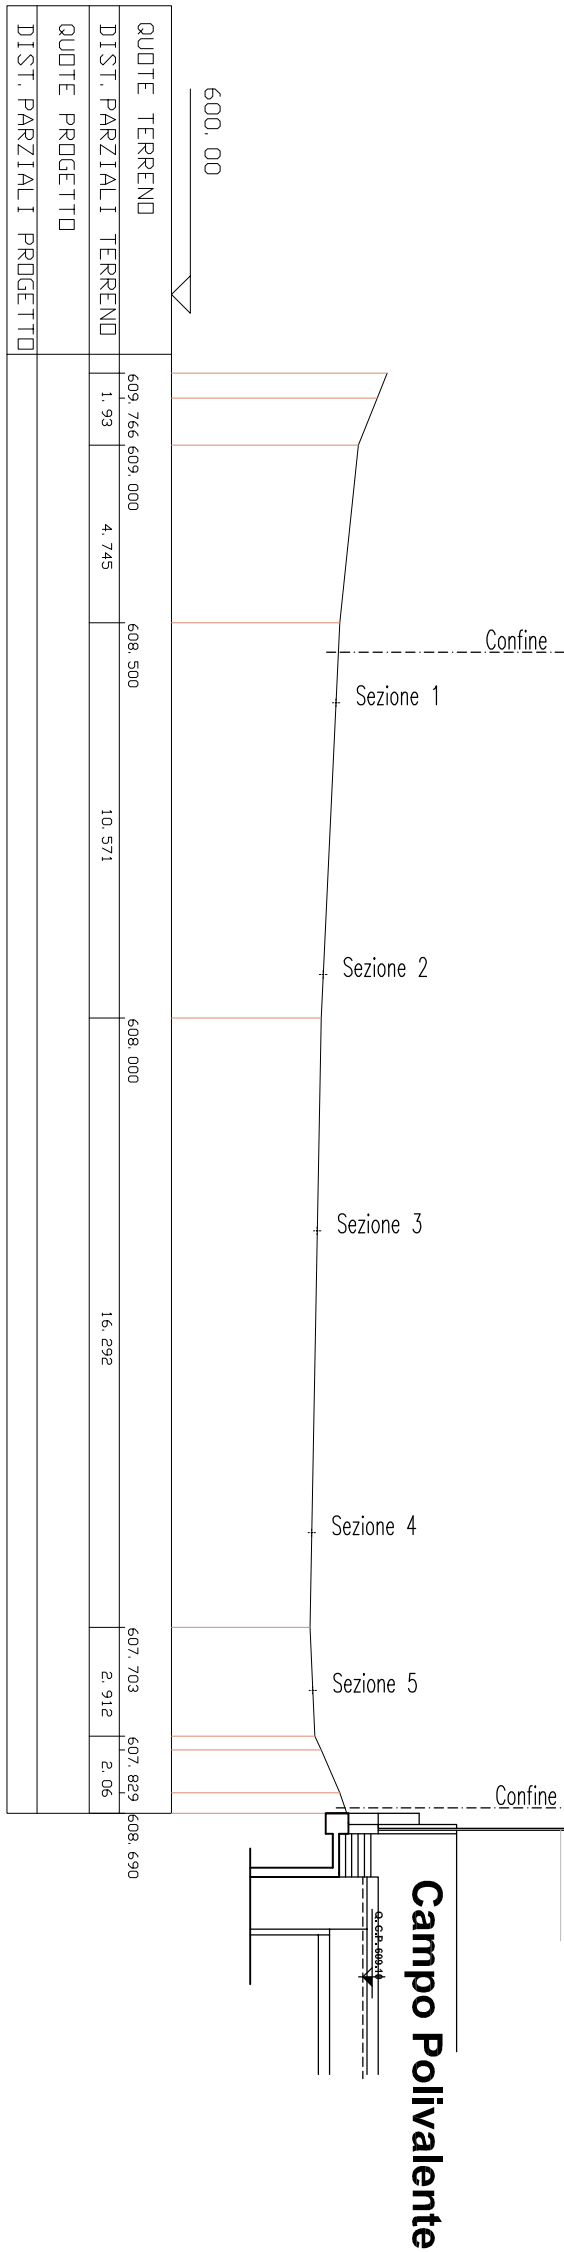 600.00
QUOTE TERRENO
DIST. PARZIALI TERRENO
QUOTE PROGETTO
DIST. PARZIALI PROGETTO
609.766
609.000
608.500
608.000
607.703
607.829
608.690
1.93
4.745
10.571
16.292
2.912
2.06
Confine
Sezione 1
Sezione 2
Sezione 3
Sezione 4
Sezione 5
Confine
Q.C.P. 609.10
Campo Polivalente